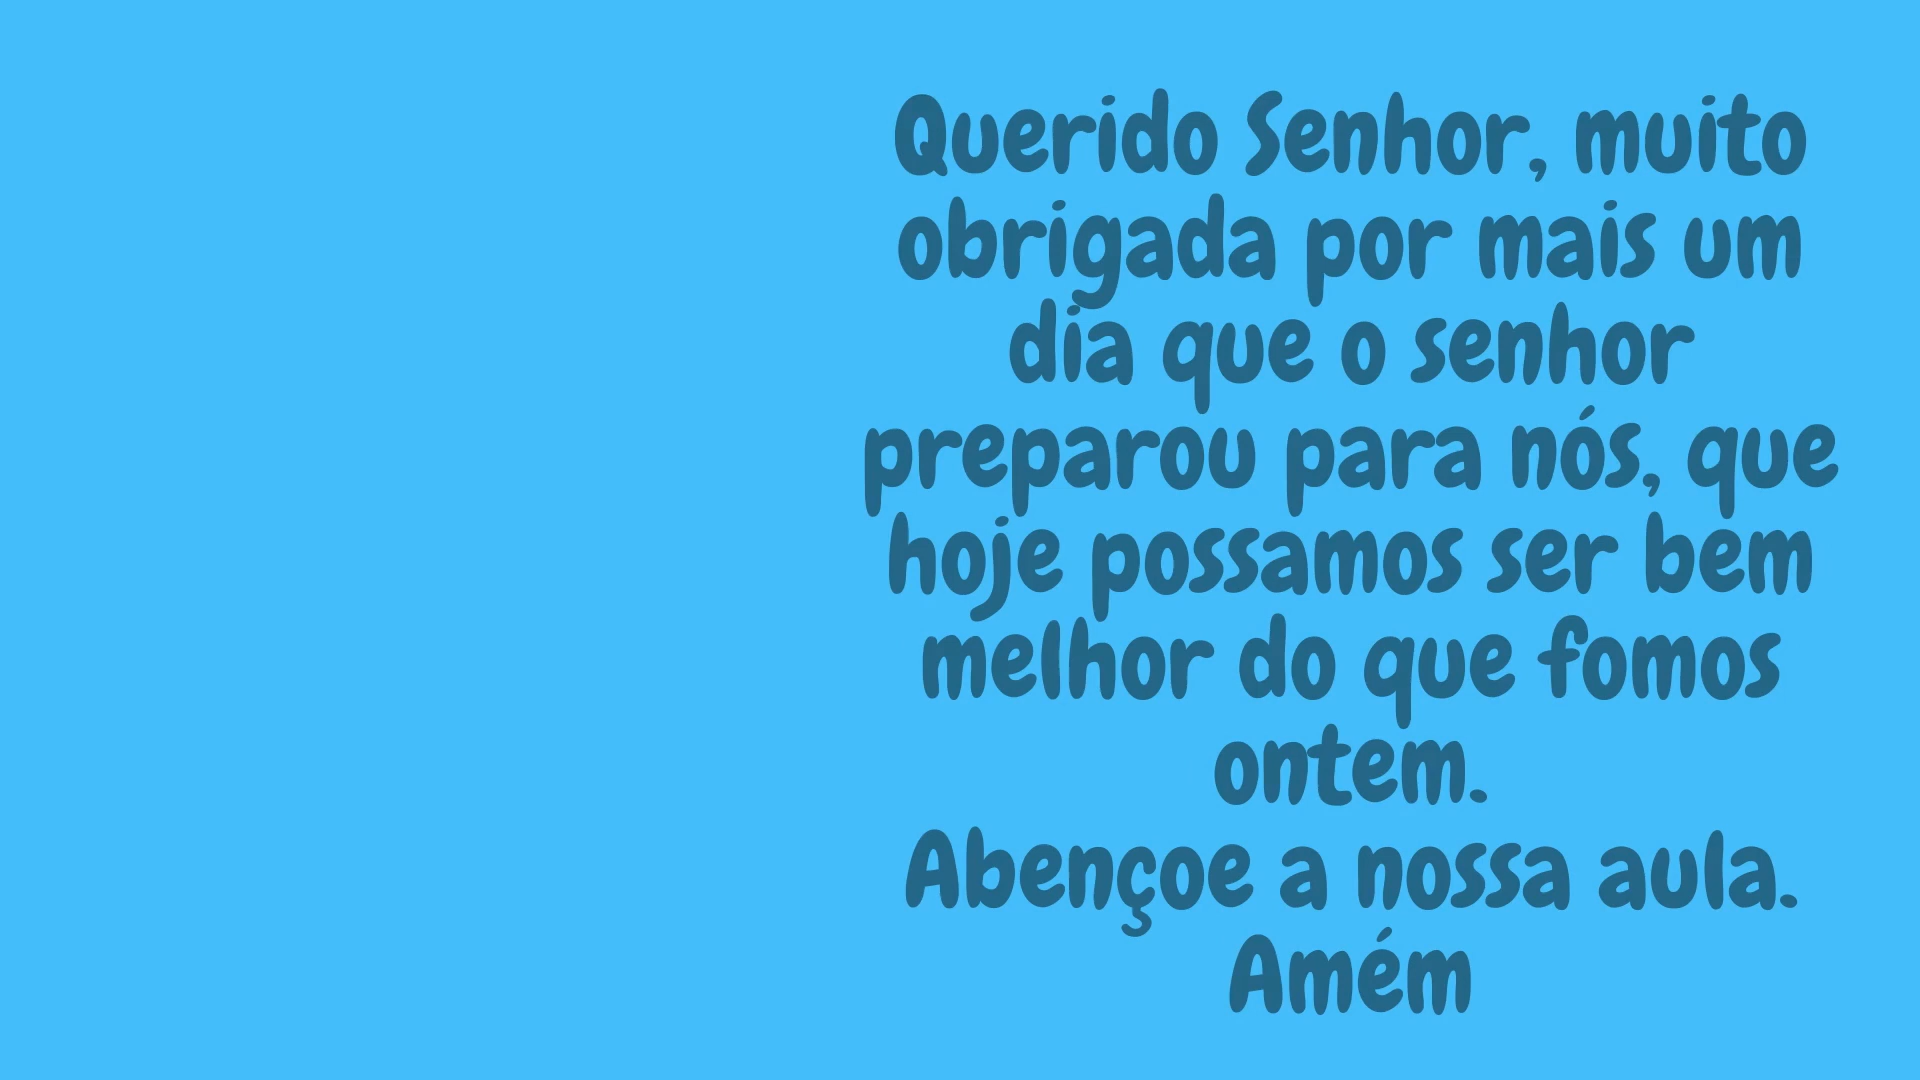 Querido Senhor, muito
obrigada por mais um
dia que o senhor
preparou para nós, que
hoje possamos ser bem
melhor do que fomos
ontem.
Abençoe a nossa aula.
Amém